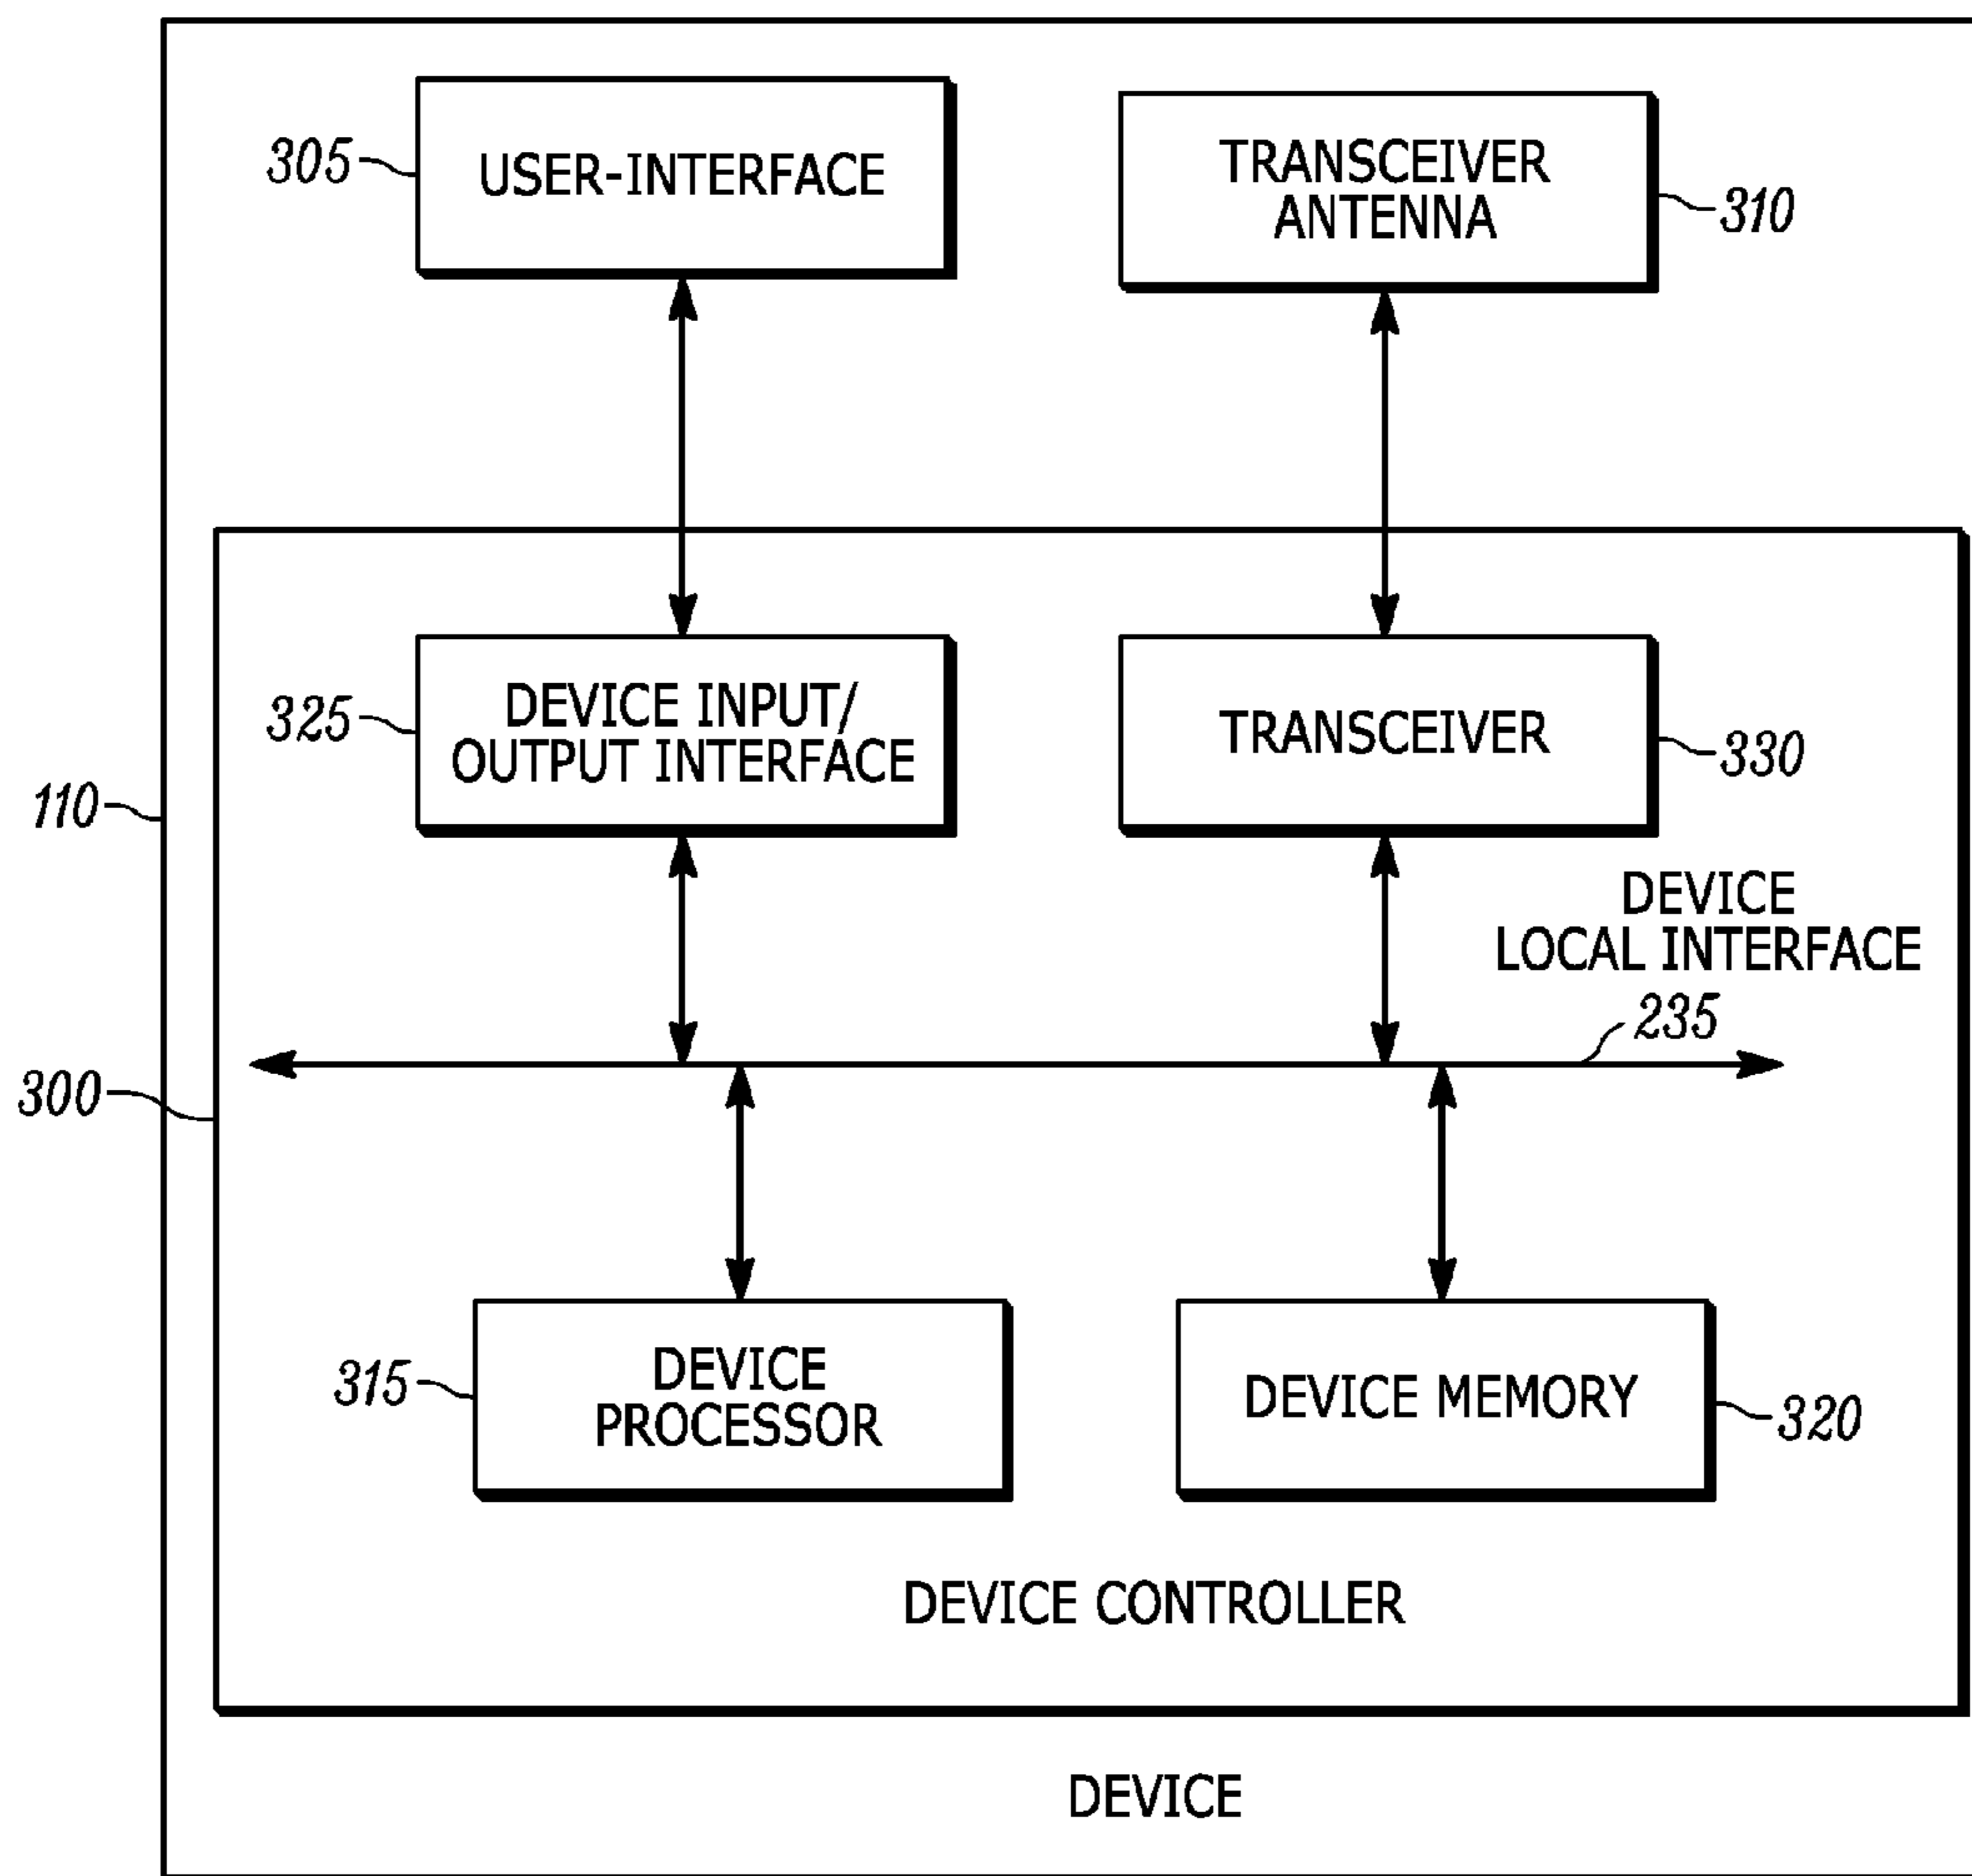 305
USER-INTERFACE
TRANSCEIVER
ANTENNA
310
325
DEVICE INPUT/
OUTPUT INTERFACE
TRANSCEIVER
330
110
DEVICE
LOCAL INTERFACE
235
300
315
DEVICE
PROCESSOR
DEVICE MEMORY
320
DEVICE CONTROLLER
DEVICE